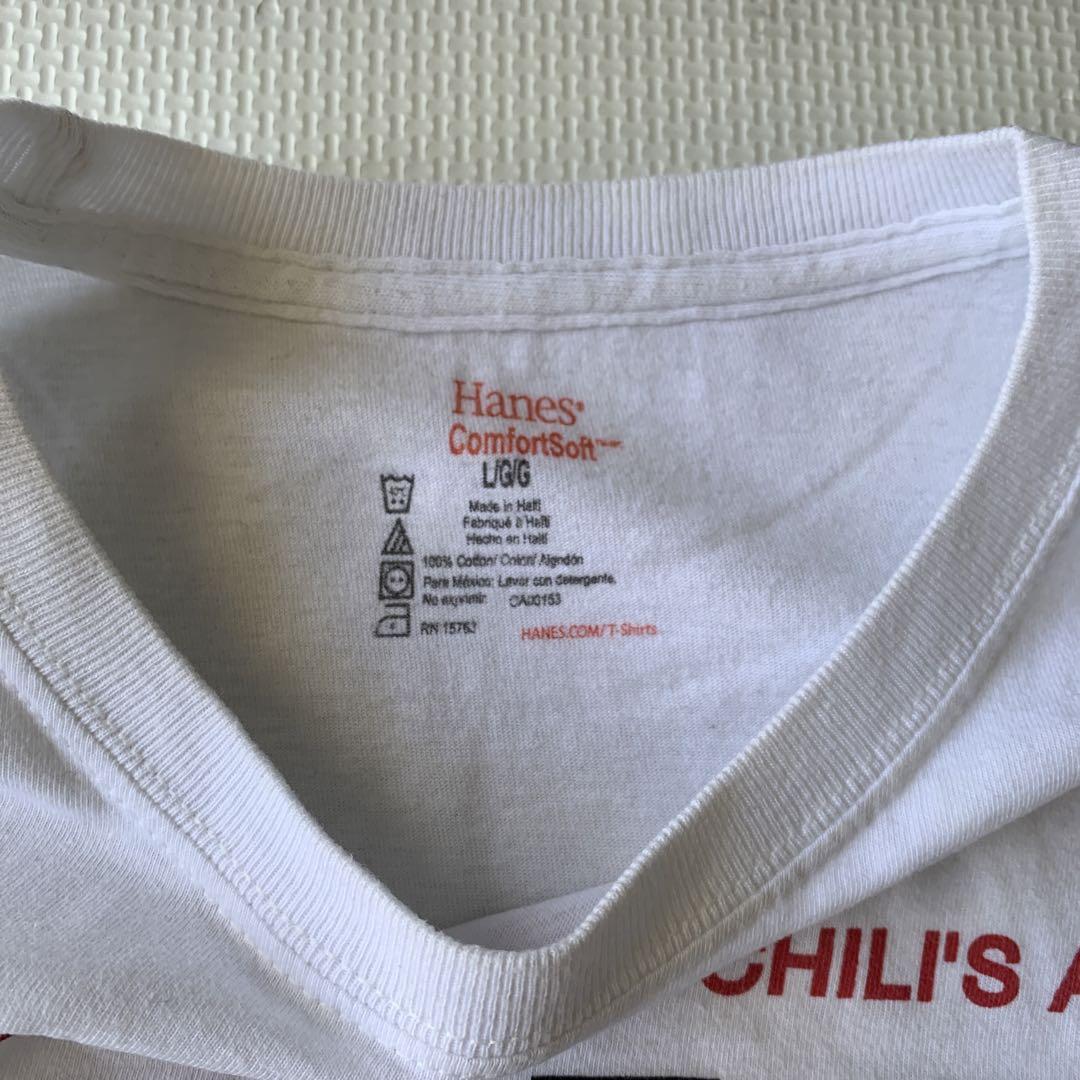 Hanes®
ComfortSoft
L/G/G
Made in Haiti
Fabriqué à Haïti
Hecho en Haití
100% Cotton/ Coton/ Algodón
Para México: Lavar con detergente.
No exprimir CA00153
RN 15763
HANES.COM/T-Shirts
CHILI'S A